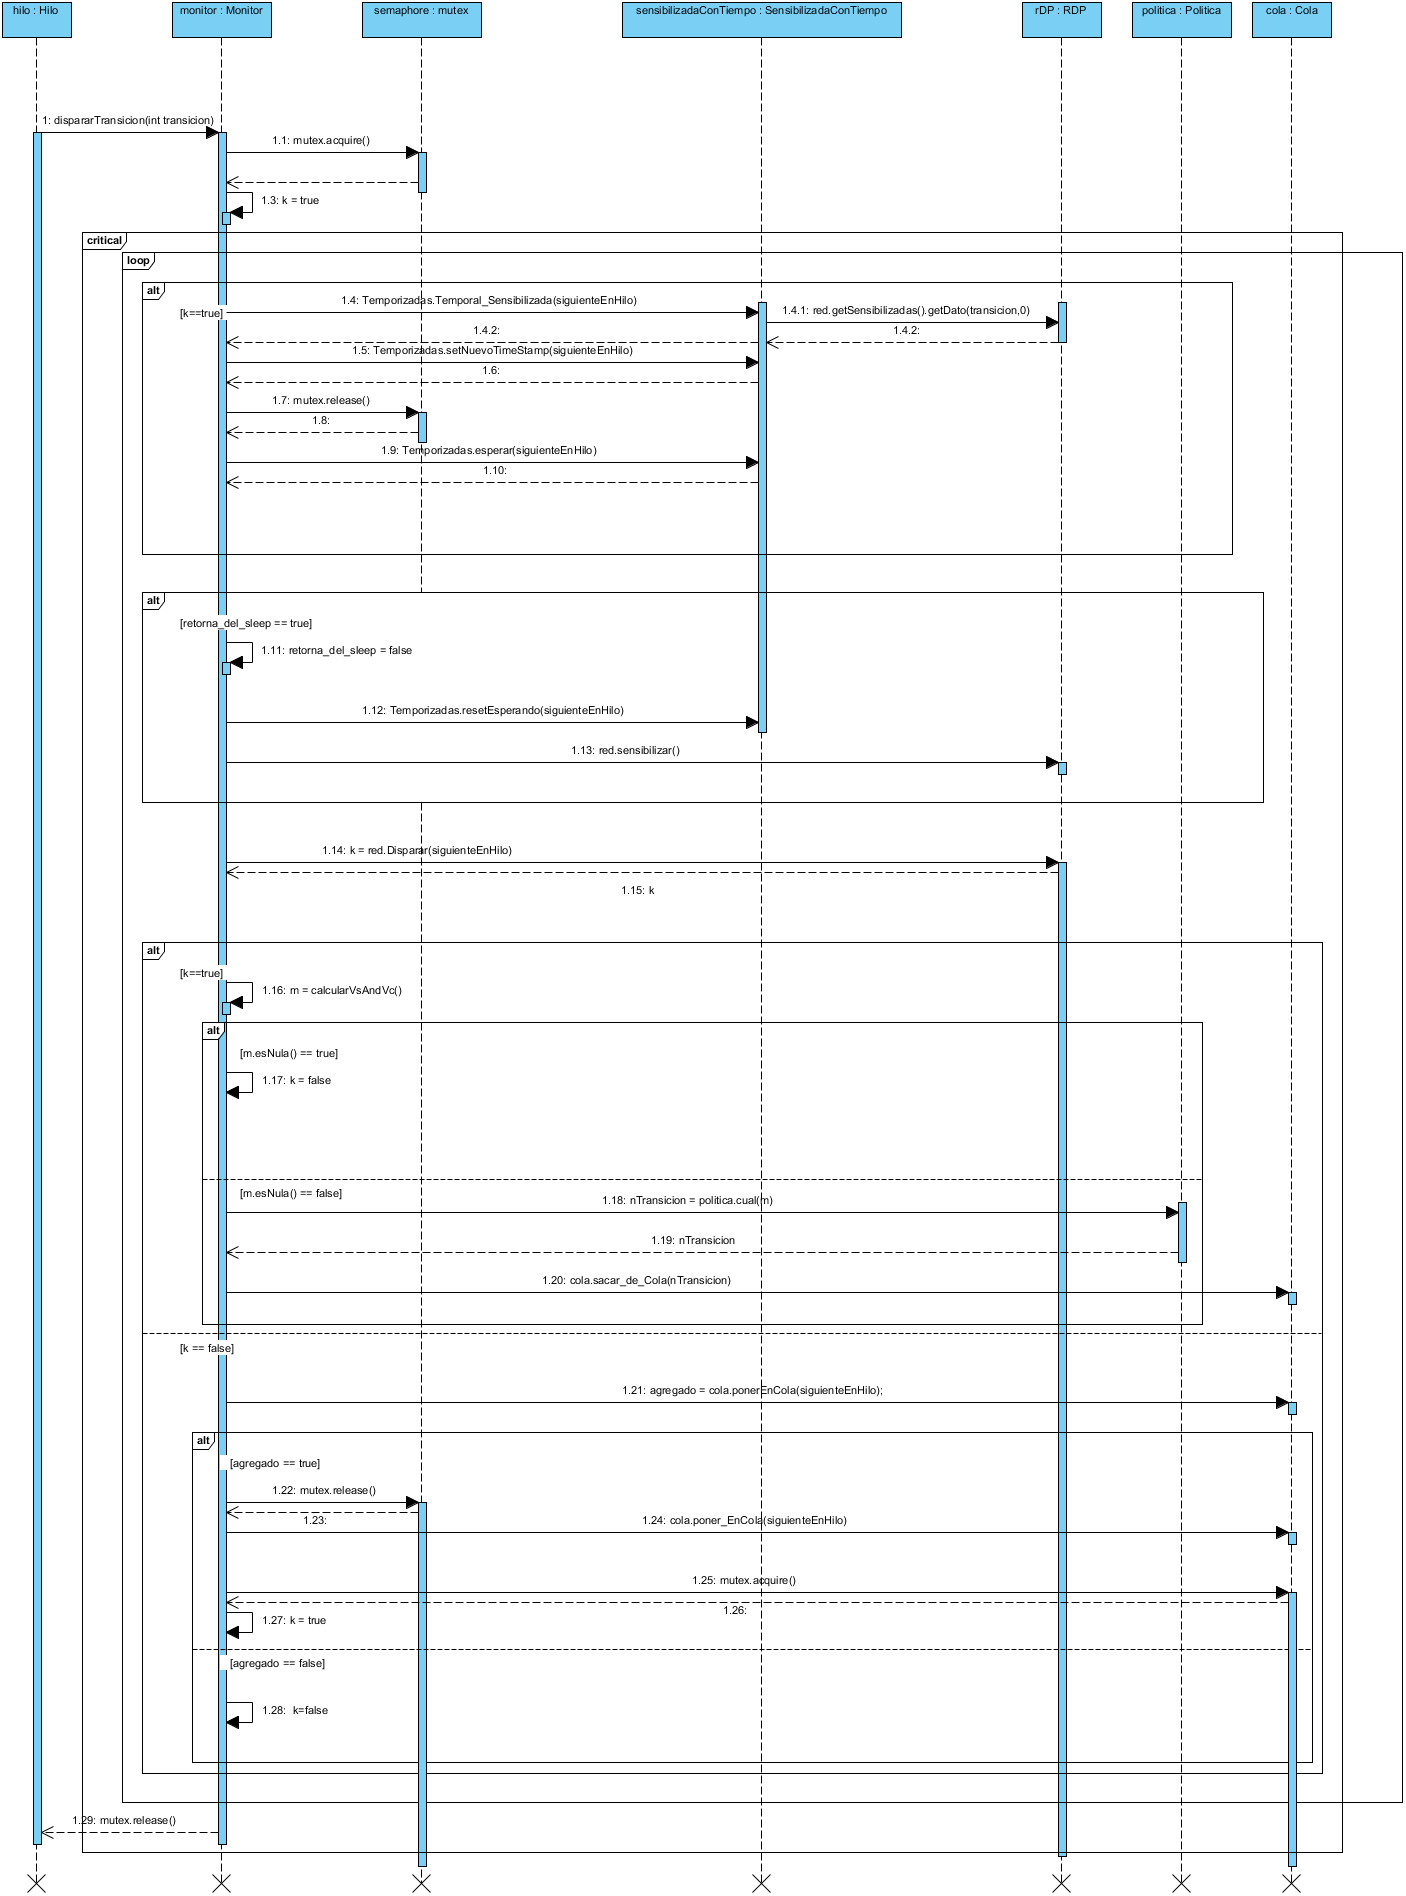 hilo : Hilo
monitor : Monitor
semaphore : mutex
sensibilizadaConTiempo : SensibilizadaConTiempo
rDP : RDP
politica : Politica
cola : Cola
1: dispararTransicion(int transicion)
1.1: mutex.acquire()
1.3: k = true
critical
loop
alt
[k==true]
1.4: Temporizadas.Temporal_Sensibilizada(siguienteEnHilo)
1.4.1: red.getSensibilizadas().getDato(transicion,0)
1.4.2:
1.4.2:
1.5: Temporizadas.setNuevoTimeStamp(siguienteEnHilo)
1.6:
1.7: mutex.release()
1.8:
1.9: Temporizadas.esperar(siguienteEnHilo)
1.10:
alt
[retorna_del_sleep == true]
1.11: retorna_del_sleep = false
1.12: Temporizadas.resetEsperando(siguienteEnHilo)
1.13: red.sensibilizar()
1.14: k = red.Disparar(siguienteEnHilo)
1.15: k
alt
[k==true]
1.16: m = calcularVsAndVc()
alt
[m.esNula() == true]
1.17: k = false
[m.esNula() == false]
1.18: nTransicion = politica.cual(m)
1.19: nTransicion
1.20: cola.sacar_de_Cola(nTransicion)
[k == false]
1.21: agregado = cola.ponerEnCola(siguienteEnHilo);
alt
[agregado == true]
1.22: mutex.release()
1.23:
1.24: cola.poner_EnCola(siguienteEnHilo)
1.25: mutex.acquire()
1.26:
1.27: k = true
[agregado == false]
1.28: k=false
1.29: mutex.release()